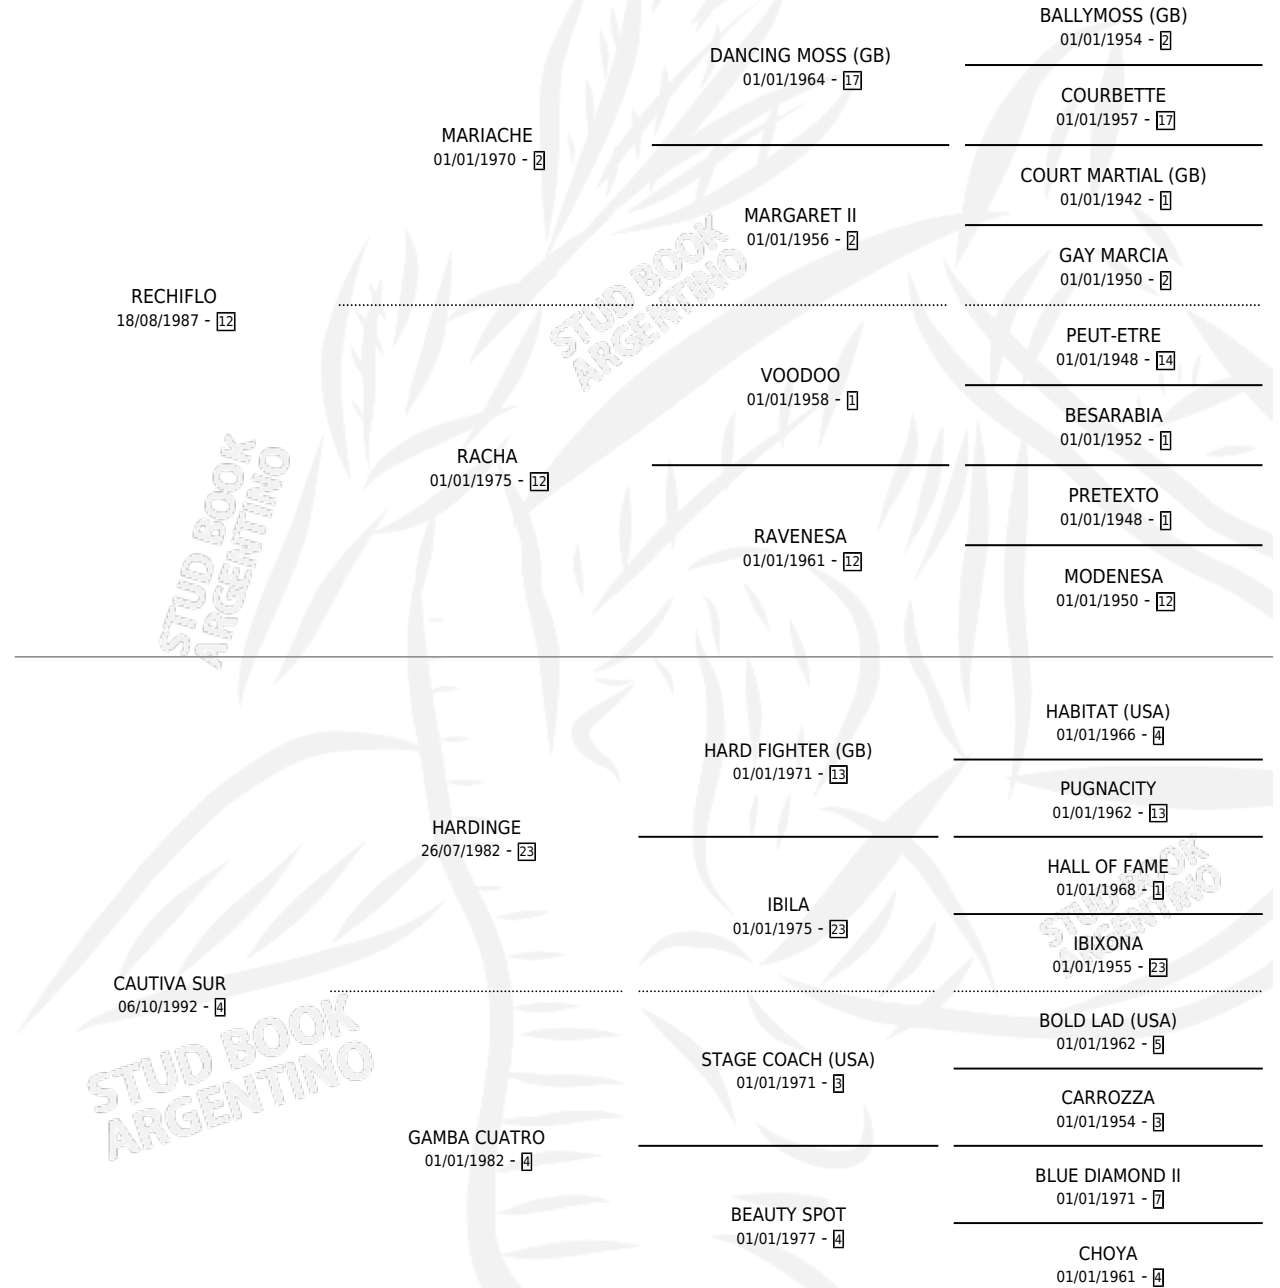 BALLYMOSS (GB)
01/01/1954 - 2
DANCING MOSS (GB)
01/01/1964 - 17
COURBETTE
01/01/1957 - 17
MARIACHE
01/01/1970 - 2
COURT MARTIAL (GB)
01/01/1942 - 1
MARGARET II
01/01/1956 - 2
GAY MARCIA
01/01/1950 - 2
RECHIFLO
18/08/1987 - 12
PEUT-ETRE
01/01/1948 - 14
VOODOO
01/01/1958 - 1
BESARABIA
01/01/1952 - 1
RACHA
01/01/1975 - 12
PRETEXTO
01/01/1948 - 1
RAVENESA
01/01/1961 - 12
MODENESA
01/01/1950 - 12
HABITAT (USA)
01/01/1966 - 4
HARD FIGHTER (GB)
01/01/1971 - 13
PUGNACITY
01/01/1962 - 13
HARDINGE
26/07/1982 - 23
HALL OF FAME
01/01/1968 - 1
IBILA
01/01/1975 - 23
IBIXONA
01/01/1955 - 23
CAUTIVA SUR
06/10/1992 - 4
BOLD LAD (USA)
01/01/1962 - 5
STAGE COACH (USA)
01/01/1971 - 3
CARROZZA
01/01/1954 - 3
GAMBA CUATRO
01/01/1982 - 4
BLUE DIAMOND II
01/01/1971 - 7
BEAUTY SPOT
01/01/1977 - 4
CHOYA
01/01/1961 - 4
STUD BOOK
ARGENTINO
STUD BOOK
ARGENTINO
STUD BOOK
ARGENTINO
STUD BOOK
ARGENTINO